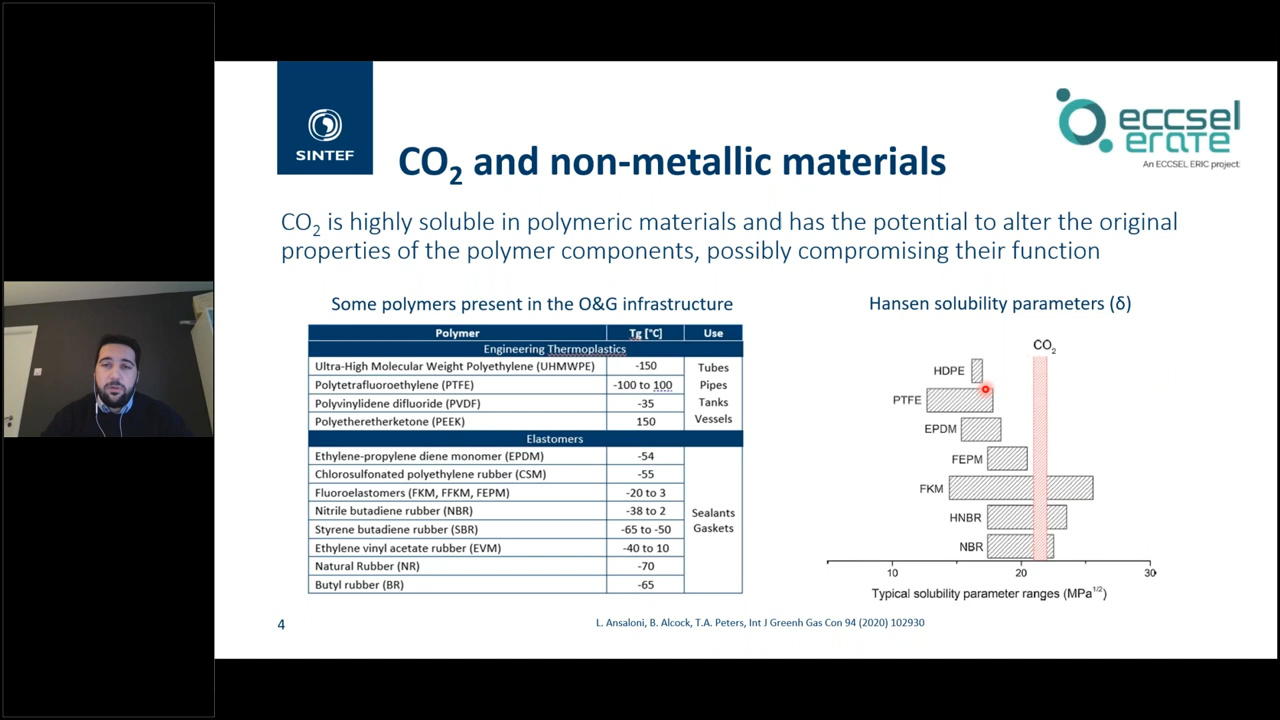 SINTEF
eccsel
erate
An ECCSEL ERIC project
CO2 and non-metallic materials
CO2 is highly soluble in polymeric materials and has the potential to alter the original
properties of the polymer components, possibly compromising their function
Some polymers present in the O&G infrastructure
Polymer Tg [°C] Use
Engineering Thermoplastics
Ultra-High Molecular Weight Polyethylene (UHMWPE) -150 Tubes
Polytetrafluoroethylene (PTFE) -100 to 100 Pipes
Polyvinylidene difluoride (PVDF) -35 Tanks
Polyetheretherketone (PEEK) 150 Vessels
Elastomers
Ethylene-propylene diene monomer (EPDM) -54
Chlorosulfonated polyethylene rubber (CSM) -55
Fluoroelastomers (FKM, FFKM, FEPM) -20 to 3
Nitrile butadiene rubber (NBR) -38 to 2 Sealants
Styrene butadiene rubber (SBR) -65 to -50 Gaskets
Ethylene vinyl acetate rubber (EVM) -40 to 10
Natural Rubber (NR) -70
Butyl rubber (BR) -65
Hansen solubility parameters (δ)
CO2
HDPE
PTFE
EPDM
FEPM
FKM
HNBR
NBR
10 20 30
Typical solubility parameter ranges (MPa1/2)
4
L. Ansaloni, B. Alcock, T.A. Peters, Int J Greenh Gas Con 94 (2020) 102930